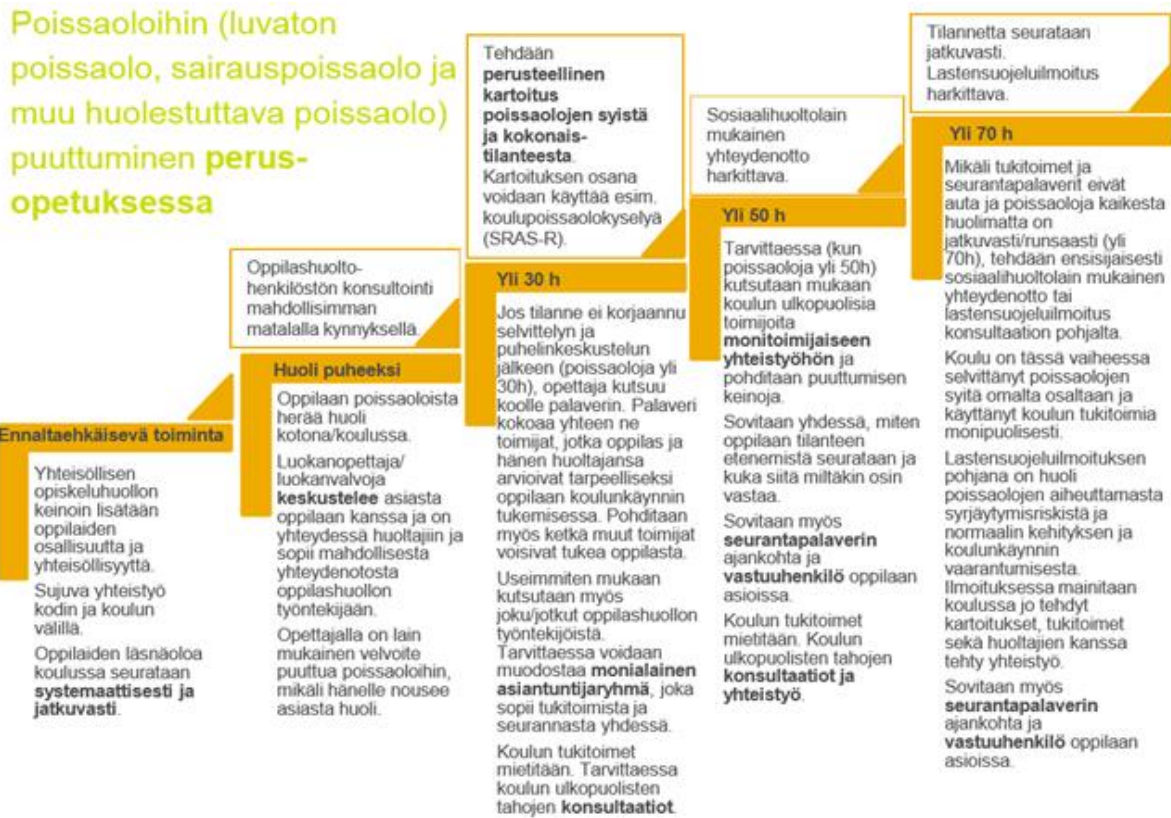 Poissaoloihin (luvaton
poissaolo, sairauspoissaolo ja
muu huolestuttava poissaolo)
puuttuminen perus-
opetuksessa
Ennaltaehkäisevä toiminta
Yhteisöllisen
opiskeluhuollon
keinoin lisätään
oppilaiden
osallisuutta ja
yhteisöllisyyttä.
Sujuva yhteistyö
kodin ja koulun
välillä.
Oppilaiden läsnäoloa
koulussa seurataan
systemaattisesti ja
jatkuvasti.
Oppilashuolto-
henkilöstön konsultointi
mahdollisimman
matalalla kynnyksellä.
Huoli puheeksi
Oppilaan poissaoloista
herää huoli
kotona/koulussa.
Luokanopettaja/
luokanvalvoja
keskustelee asiasta
oppilaan kanssa ja on
yhteydessä huoltajiin ja
sopii mahdollisesta
yhteydenotosta
oppilashuollon
työntekijään.
Opettajalla on lain
mukainen velvoite
puuttua poissaoloihin,
mikäli hänelle nousee
asiasta huoli.
Tehdään
perusteellinen
kartoitus
poissaolojen syistä
ja kokonais-
tilanteesta.
Kartoituksen osana
voidaan käyttää esim.
koulupoissaolokyselyä
(SRAS-R).
Yli 30 h
Jos tilanne ei korjaannu
selvittelyn ja
puhelinkeskustelun
jälkeen (poissaoloja yli
30h), opettaja kutsuu
koolle palaverin. Palaveri
kokoaa yhteen ne
toimijat, jotka oppilas ja
hänen huoltajansa
arvioivat tarpeelliseksi
oppilaan koulunkäynnin
tukemisessa. Pohditaan
myös ketkä muut toimijat
voisivat tukea oppilasta.
Useimmiten mukaan
kutsutaan myös
joku/jotkut oppilashuollon
työntekijöistä.
Tarvittaessa voidaan
muodostaa monialainen
asiantuntijaryhmä, joka
sopii tukitoimista ja
seurannasta yhdessä.
Koulun tukitoimet
mietitään. Tarvittaessa
koulun ulkopuolisten
tahojen konsultaatiot.
Sosiaalihuoltolain
mukainen
yhteydenotto
harkittava.
Yli 50 h
Tarvittaessa (kun
poissaoloja yli 50h)
kutsutaan mukaan
koulun ulkopuolisia
toimijoita
monitoimijaiseen
yhteistyöhön ja
pohditaan puuttumisen
keinoja.
Sovitaan yhdessä, miten
oppilaan tilanteen
etenemistä seurataan ja
kuka siitä miltäkin osin
vastaa.
Sovitaan myös
seurantapalaverin
ajankohta ja
vastuuhenkilö oppilaan
asioissa.
Koulun tukitoimet
mietitään. Koulun
ulkopuolisten tahojen
konsultaatiot ja
yhteistyö.
Tilannetta seurataan
jatkuvasti.
Lastensuojeluilmoitus
harkittava.
Yli 70 h
Mikäli tukitoimet ja
seurantapalaverit eivät
auta ja poissaoloja kaikesta
huolimatta on
jatkuvasti/runsaasti (yli
70h), tehdään ensisijaisesti
sosiaalihuoltolain mukainen
yhteydenotto tai
lastensuojeluilmoitus
konsultaation pohjalta.
Koulu on tässä vaiheessa
selvittänyt poissaolojen
syitä omalta osaltaan ja
käyttänyt koulun tukitoimia
monipuolisesti.
Lastensuojeluilmoituksen
pohjana on huoli
poissaolojen aiheuttamasta
syrjäytymisriskistä ja
normaalin kehityksen ja
koulunkäynnin
vaarantumisesta.
Ilmoituksessa mainitaan
koulussa jo tehdyt
kartoitukset, tukitoimet
sekä huoltajien kanssa
tehty yhteistyö.
Sovitaan myös
seurantapalaverin
ajankohta ja
vastuuhenkilö oppilaan
asioissa.